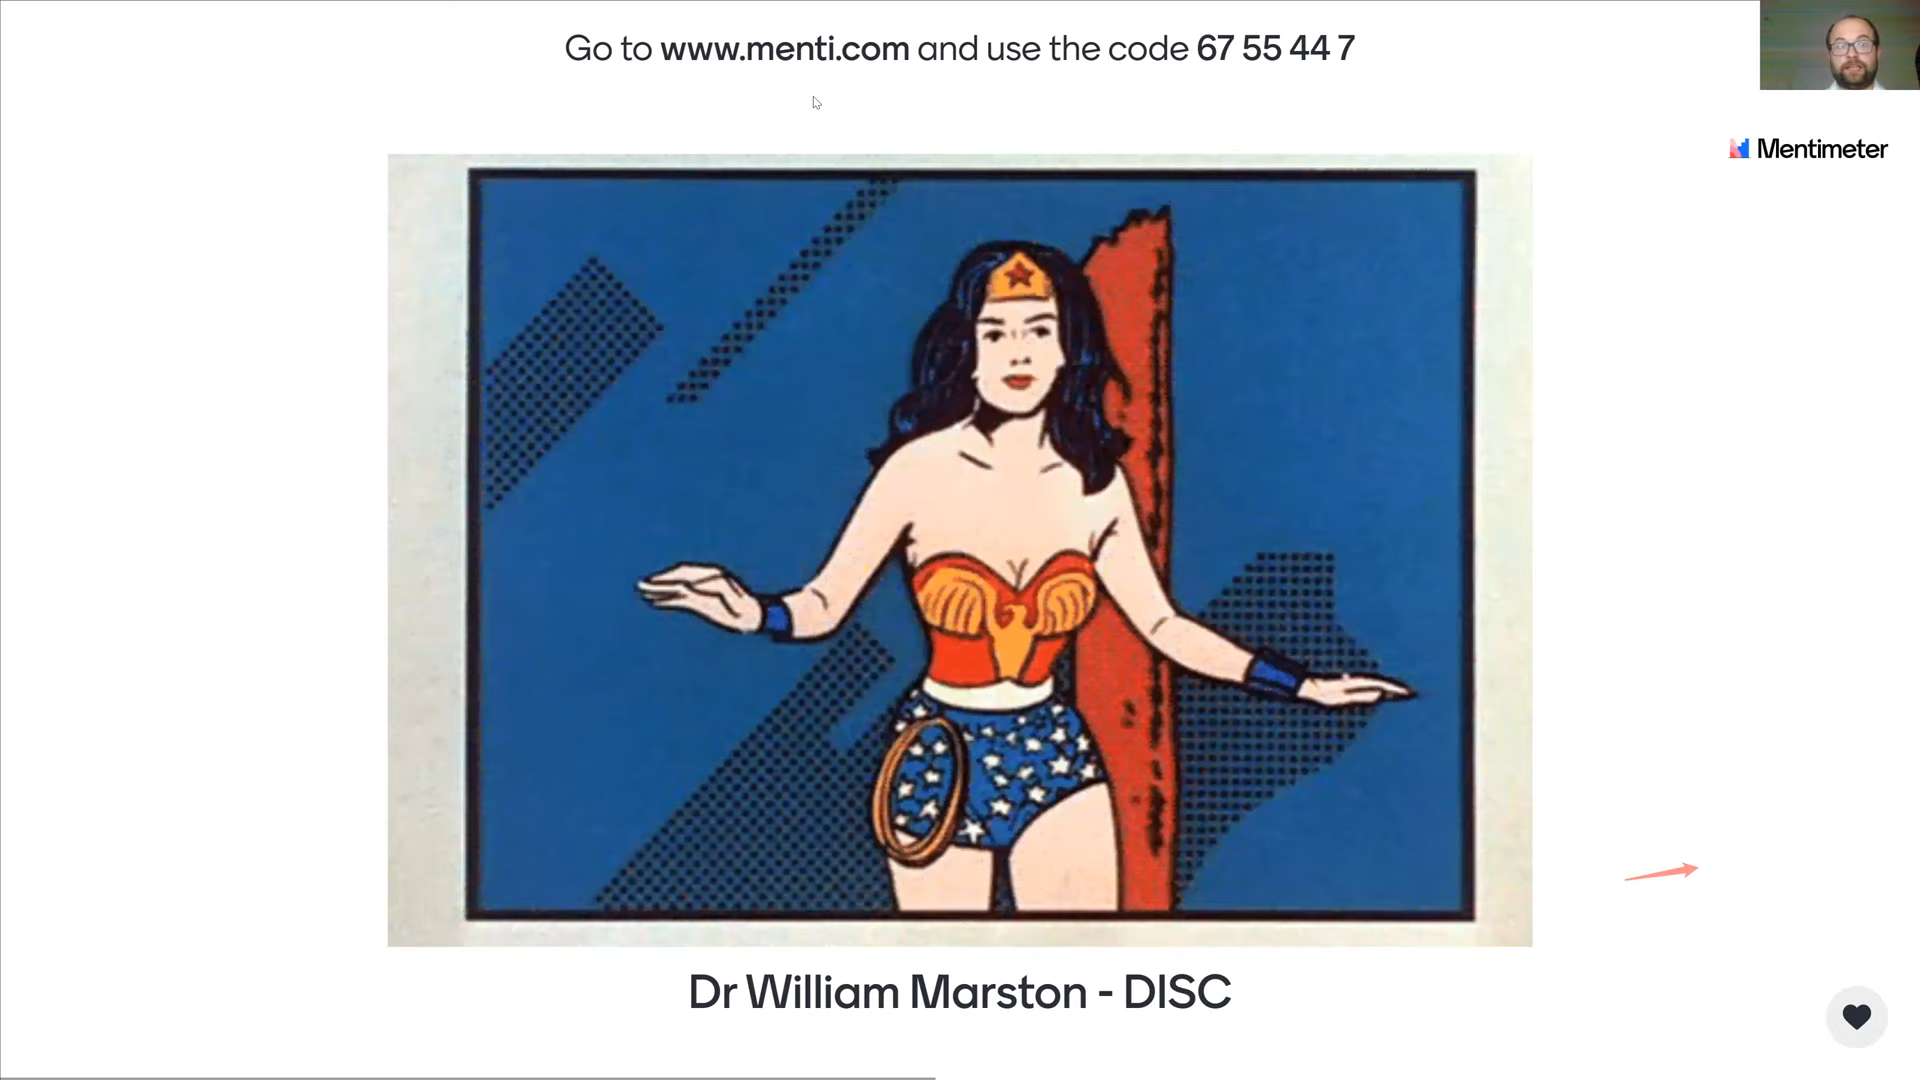 Go to www.menti.com and use the code 67 55 44 7
Mentimeter
Dr William Marston - DISC